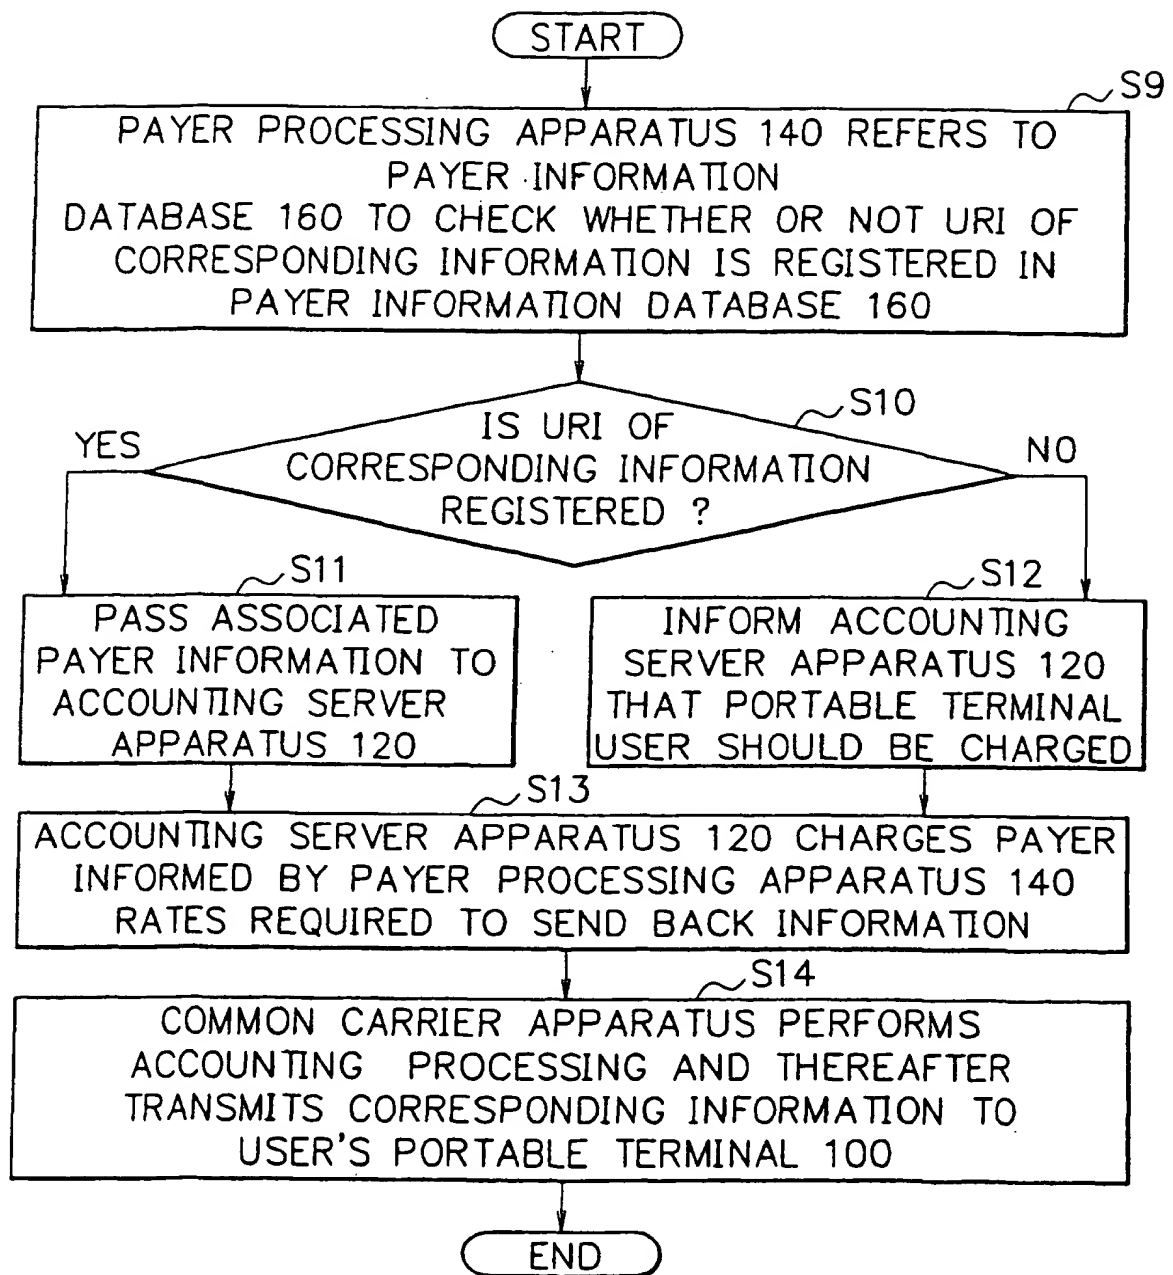 START
S9
PAYER PROCESSING APPARATUS 140 REFERS TO
PAYER INFORMATION
DATABASE 160 TO CHECK WHETHER OR NOT URI OF
CORRESPONDING INFORMATION IS REGISTERED IN
PAYER INFORMATION DATABASE 160
S10
YES
IS URI OF
CORRESPONDING INFORMATION
REGISTERED ?
NO
S11
PASS ASSOCIATED
PAYER INFORMATION TO
ACCOUNTING SERVER
APPARATUS 120
S12
INFORM ACCOUNTING
SERVER APPARATUS 120
THAT PORTABLE TERMINAL
USER SHOULD BE CHARGED
S13
ACCOUNTING SERVER APPARATUS 120 CHARGES PAYER
INFORMED BY PAYER PROCESSING APPARATUS 140
RATES REQUIRED TO SEND BACK INFORMATION
S14
COMMON CARRIER APPARATUS PERFORMS
ACCOUNTING PROCESSING AND THEREAFTER
TRANSMITS CORRESPONDING INFORMATION TO
USER'S PORTABLE TERMINAL 100
END